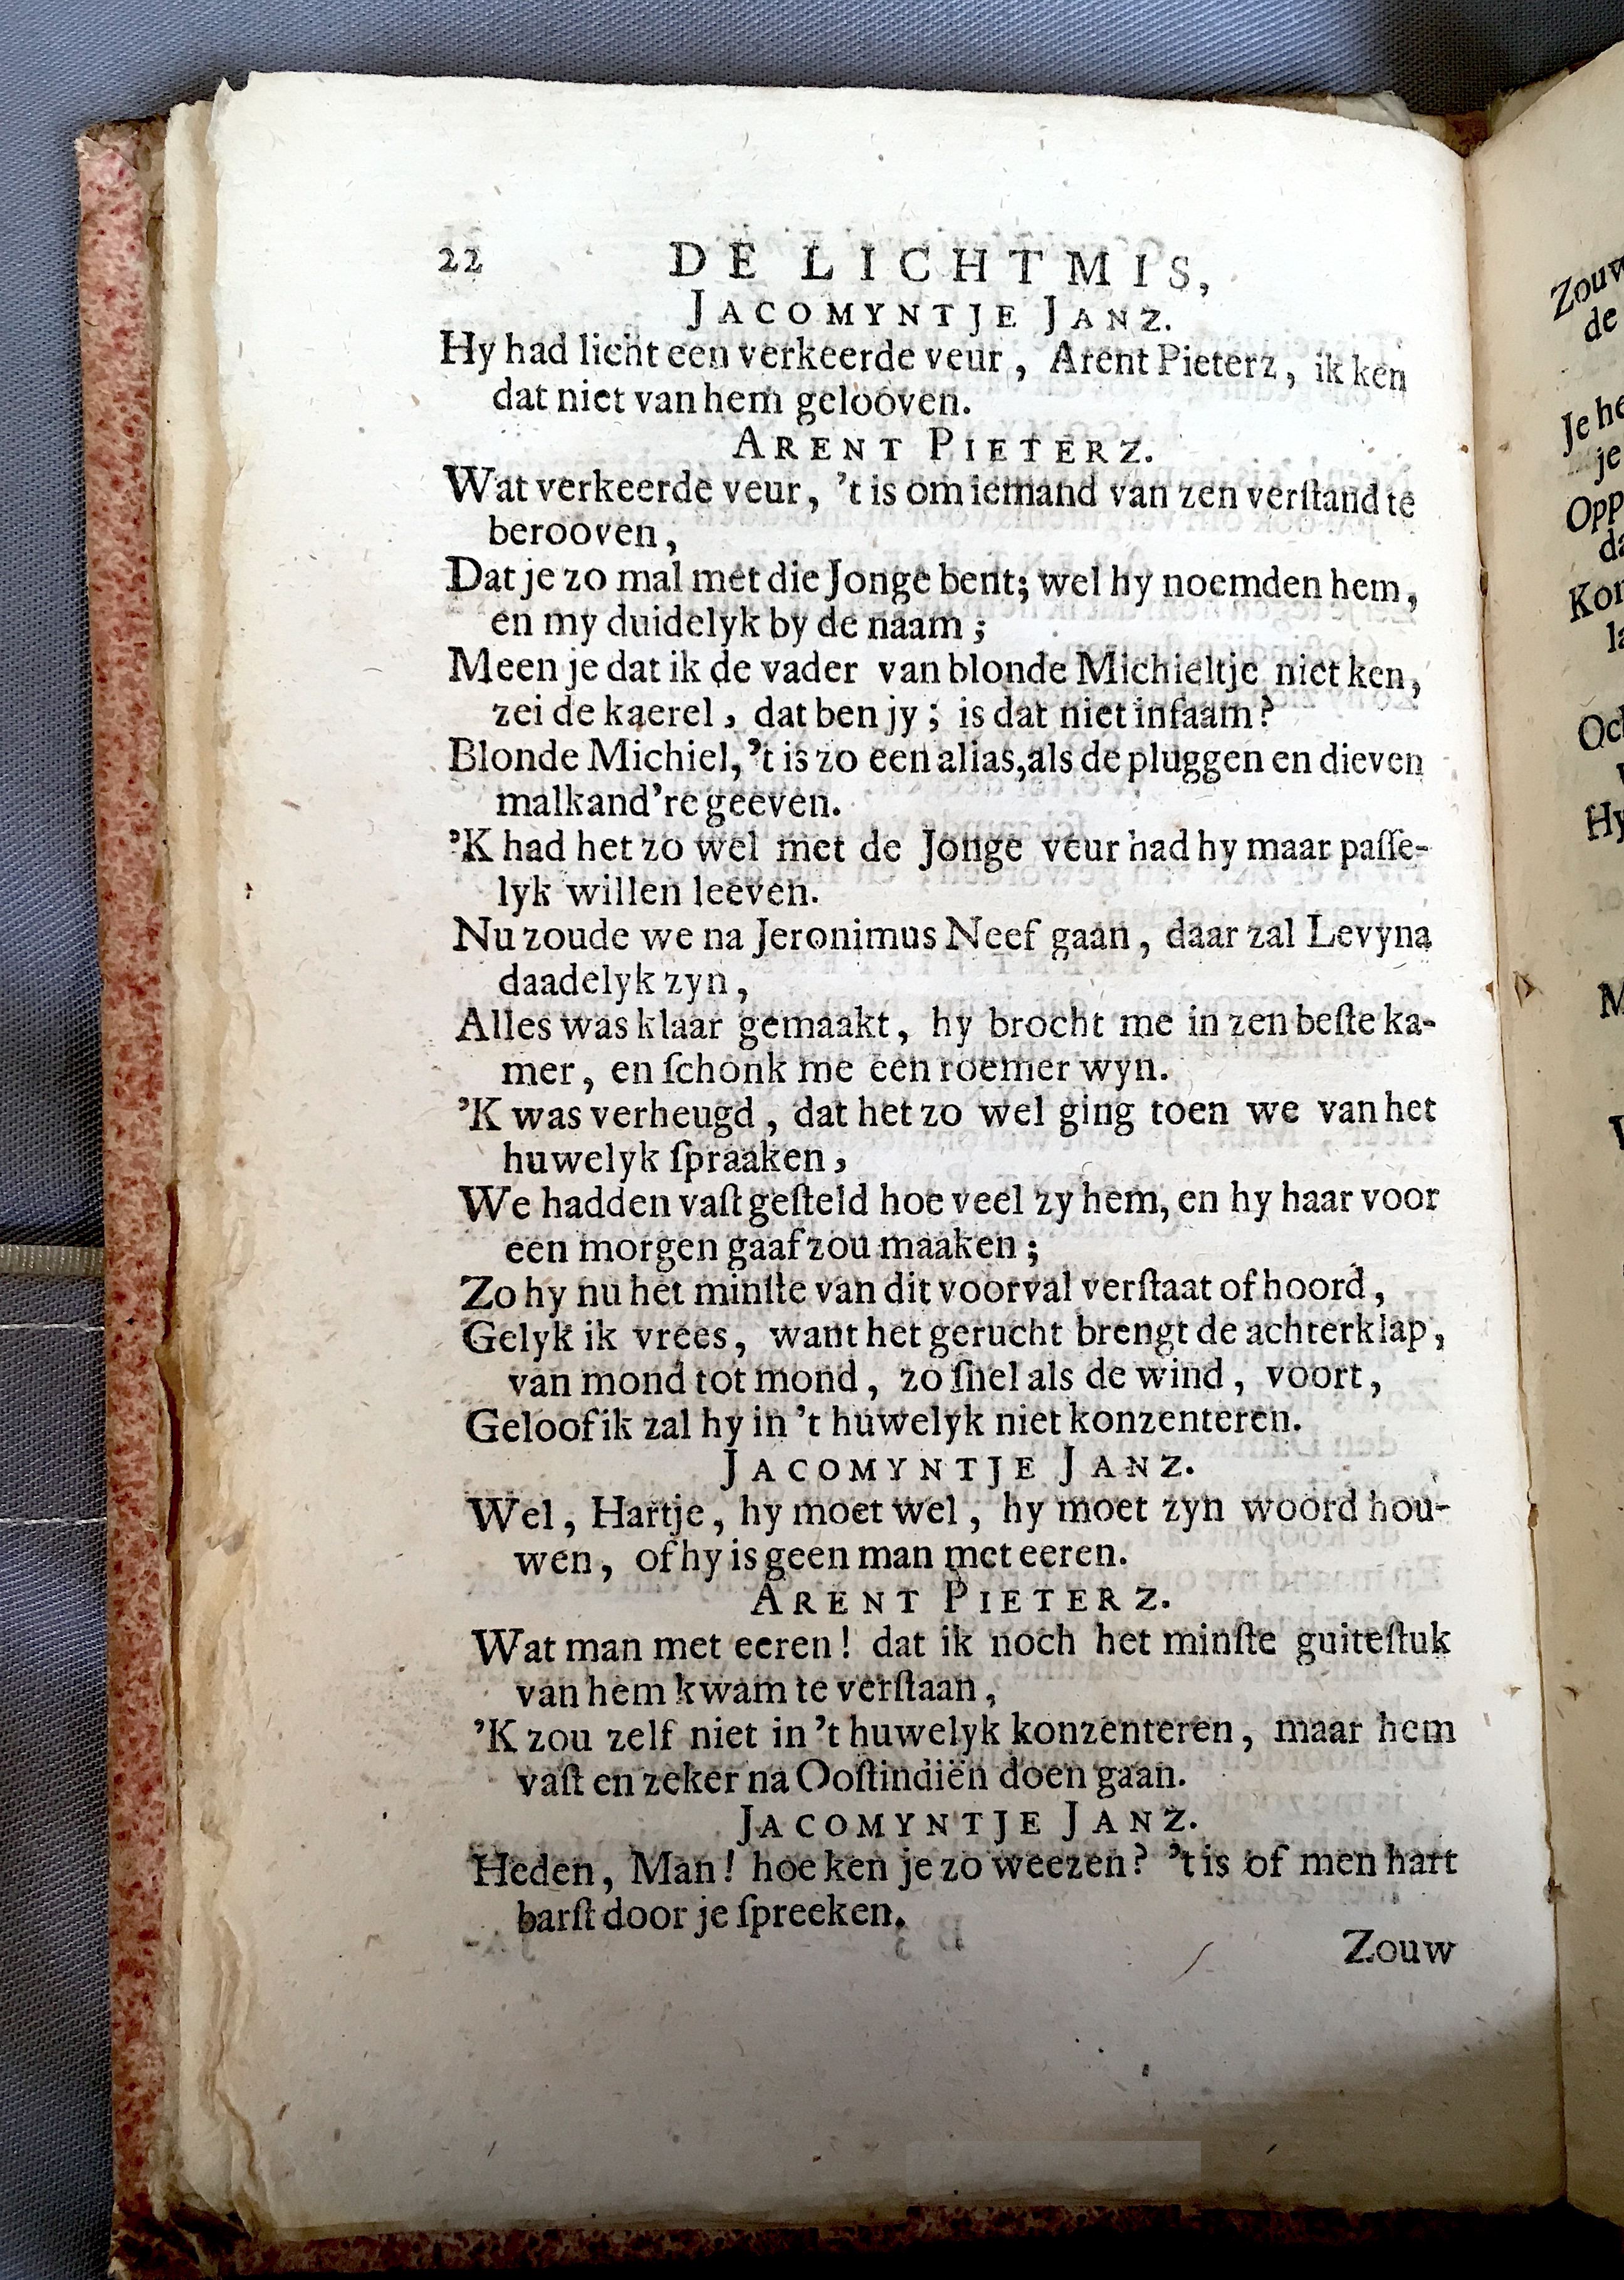 22 DE LICHTMIS,
JACOMYNTJE JANZ.
Hy had licht een verkeerde veur, Arent Pieterz, ik ken
dat niet van hem gelooven.
ARENT PIETERZ.
Wat verkeerde veur, 't is om iemand van zen verſtand te
berooven,
Dat je zo mal met die Jonge bent; wel hy noemden hem,
en my duidelyk by de naam;
Meen je dat ik de vader van blonde Michieltje niet ken,
zei de kaerel, dat ben jy; is dat niet infaam?
Blonde Michiel, 't is zo een alias, als de pluggen en dieven
malkand're geeven.
'K had het zo wel met de Jonge veur had hy maar paſſe-
lyk willen leeven.
Nu zoude we na Jeronimus Neef gaan, daar zal Levyna
daadelyk zyn,
Alles was klaar gemaakt, hy brocht me in zen beſte ka-
mer, en ſchonk me een roemer wyn.
'K was verheugd, dat het zo wel ging toen we van het
huwelyk ſpraaken,
We hadden vaſt geſteld hoe veel zy hem, en hy haar voor
een morgen gaaf zou maaken;
Zo hy nu het minſte van dit voorval verſtaat of hoord,
Gelyk ik vrees, want het gerucht brengt de achterklap,
van mond tot mond, zo ſnel als de wind, voort,
Geloof ik zal hy in 't huwelyk niet konzenteren.
JACOMYNTJE JANZ.
Wel, Hartje, hy moet wel, hy moet zyn woord hou-
wen, of hy is geen man met eeren.
ARENT PIETERZ.
Wat man met eeren! dat ik noch het minſte guiteſtuk
van hem kwam te verſtaan,
'K zou zelf niet in 't huwelyk konzenteren, maar hem
vaſt en zeker na Ooſtindiën doen gaan.
JACOMYNTJE JANZ.
Heden, Man! hoe ken je zo weezen? 't is of men hart
barſt door je ſpreeken.
Zouw
de
Je
je
Hy